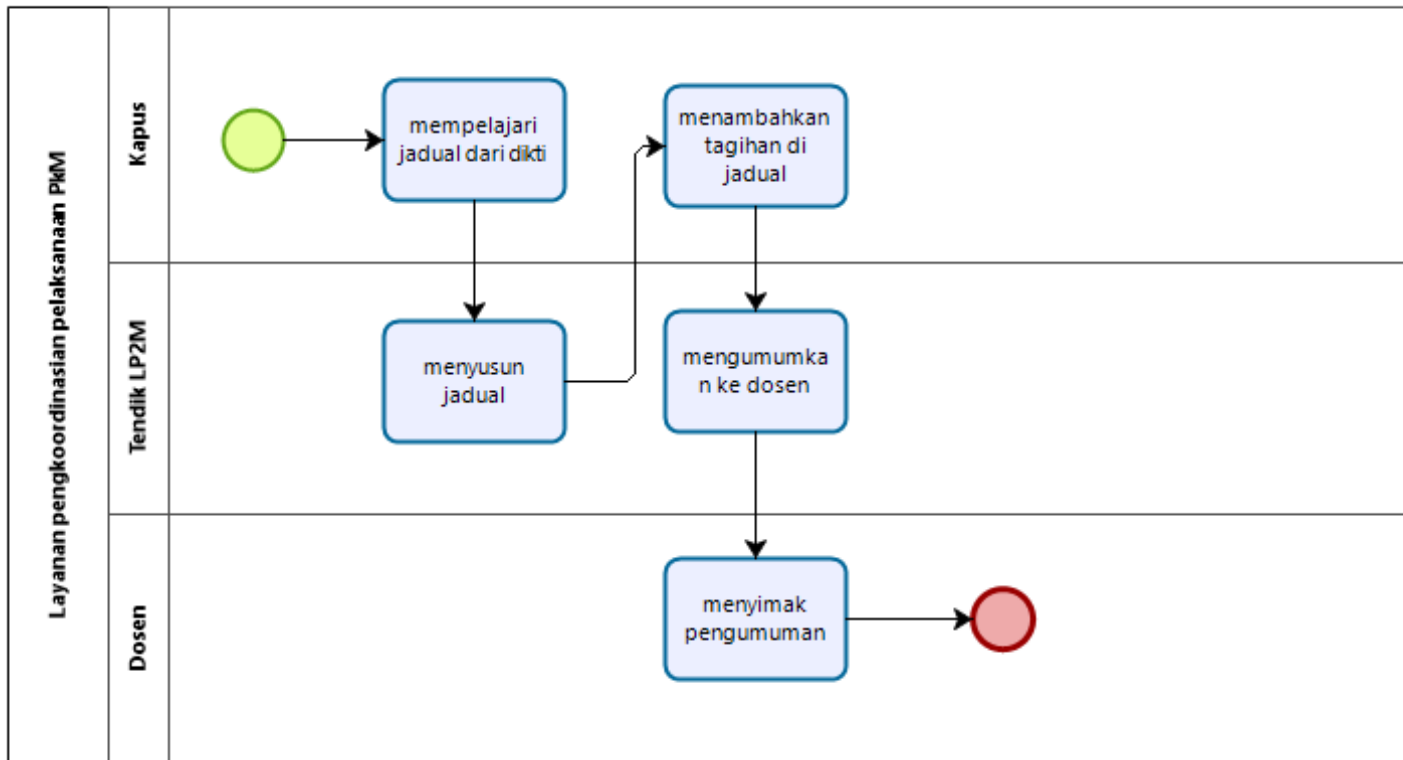 Layanan pengkoordinasian pelaksanaan PkM
Kapus
mempelajari
jadual dari dikti
menambahkan
tagihan di
jadual
Tendik LP2M
menyusun
jadual
mengumumka
n ke dosen
Dosen
menyimak
pengumuman